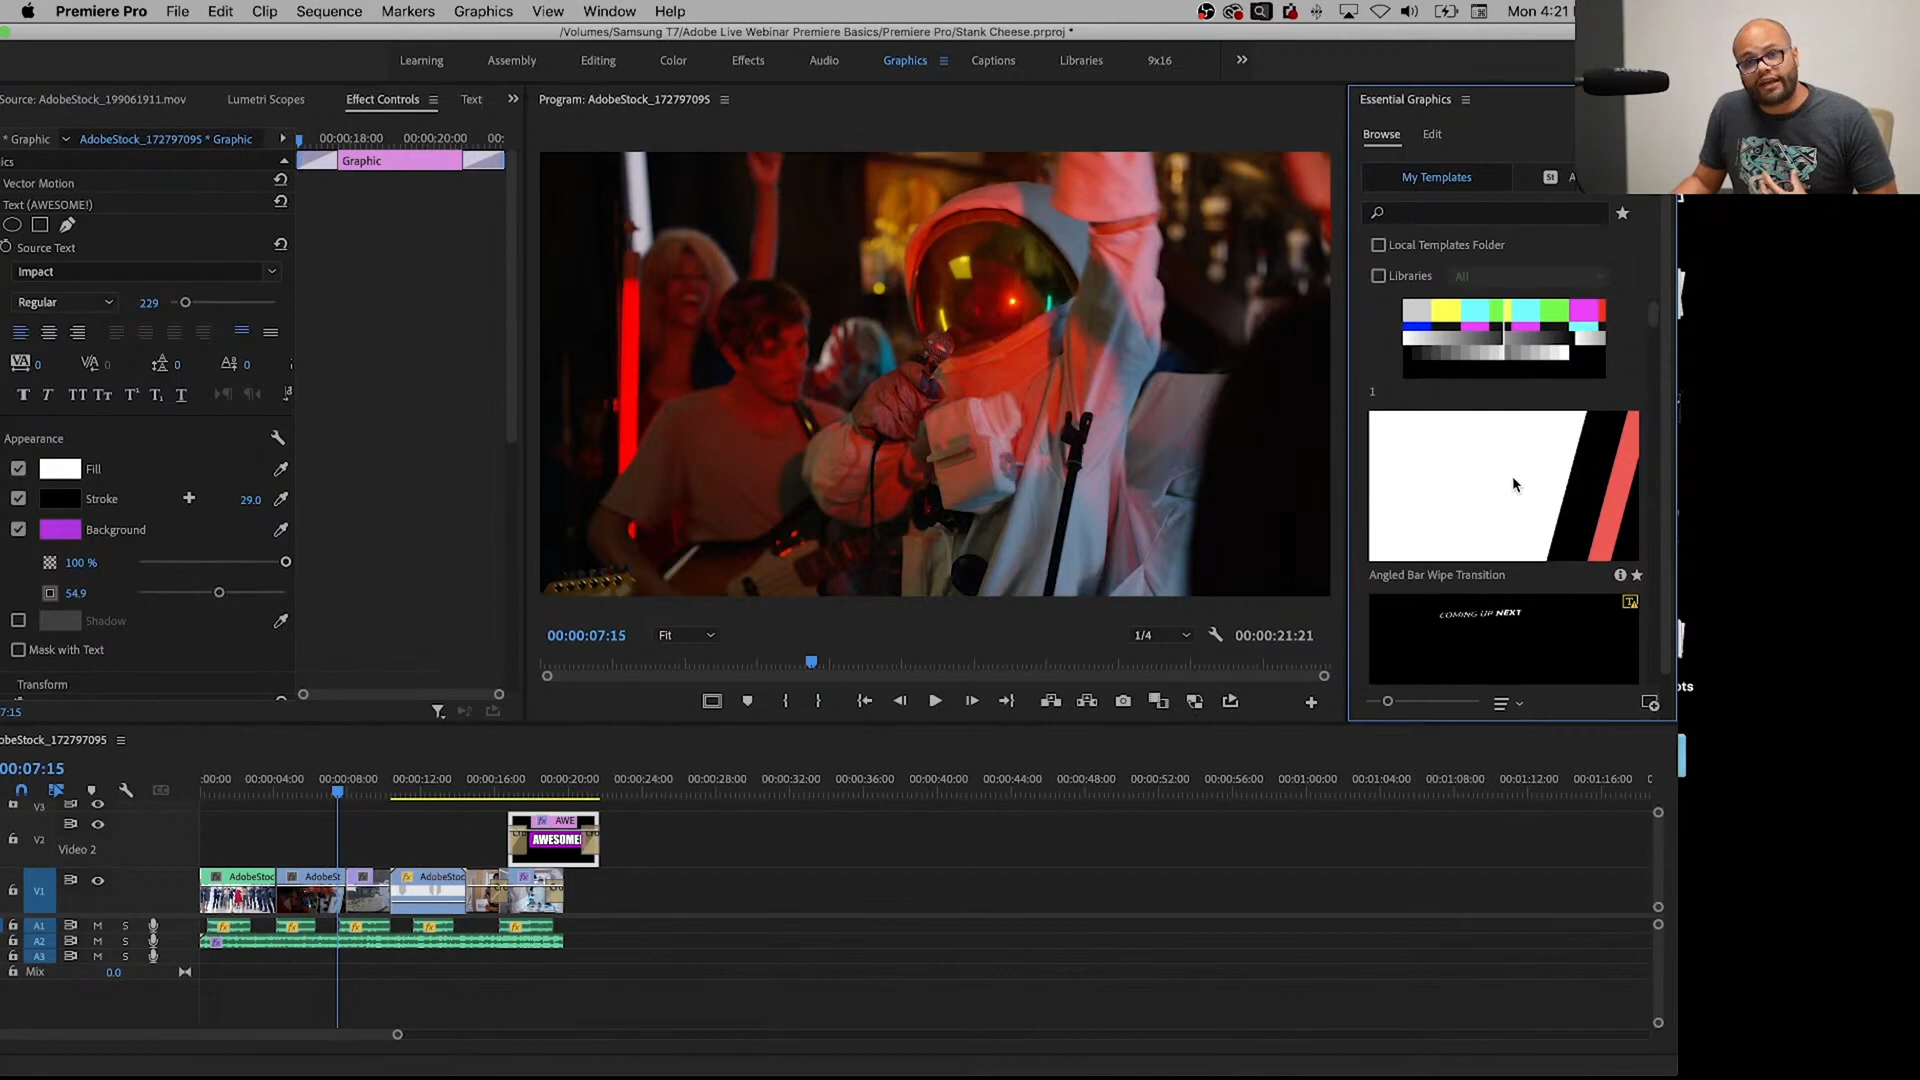 Premiere Pro File Edit Clip Sequence Markers Graphics View Window Help Mon 4:21
/Volumes/Samsung T7/Adobe Live Webinar Premiere Basics/Premiere Pro/Stank Cheese.prproj *
Learning Assembly Editing Color Effects Audio Graphics Captions Libraries 9x16
Source: AdobeStock_199061911.mov Lumetri Scopes Effect Controls Text
Program: AdobeStock_172797095
Essential Graphics
Browse Edit
* Graphic AdobeStock_172797095 * Graphic
00:00:18:00 00:00:20:00 00:
Graphic
Vector Motion
Text (AWESOME!)
Source Text
Impact
Regular 229
0 0 0 0
Appearance
Fill
Stroke 29.0
Background
100 %
54.9
Shadow
Mask with Text
Transform
7:15
00:00:07:15 Fit 1/4 00:00:21:21
My Templates St A
Local Templates Folder
Libraries All
1
Angled Bar Wipe Transition
COMING UP NEXT
ots
obeStock_172797095
00:07:15
:00:00 00:00:04:00 00:00:08:00 00:00:12:00 00:00:16:00 00:00:20:00 00:00:24:00 00:00:28:00 00:00:32:00 00:00:36:00 00:00:40:00 00:00:44:00 00:00:48:00 00:00:52:00 00:00:56:00 00:01:00:00 00:01:04:00 00:01:08:00 00:01:12:00 00:01:16:00
V3
V2 fx AWE
AWESOME!
Video 2
V1 AdobeStoc AdobeSt AdobeStoc
A1 M S
A2 M S
A3 M S
Mix 0.0